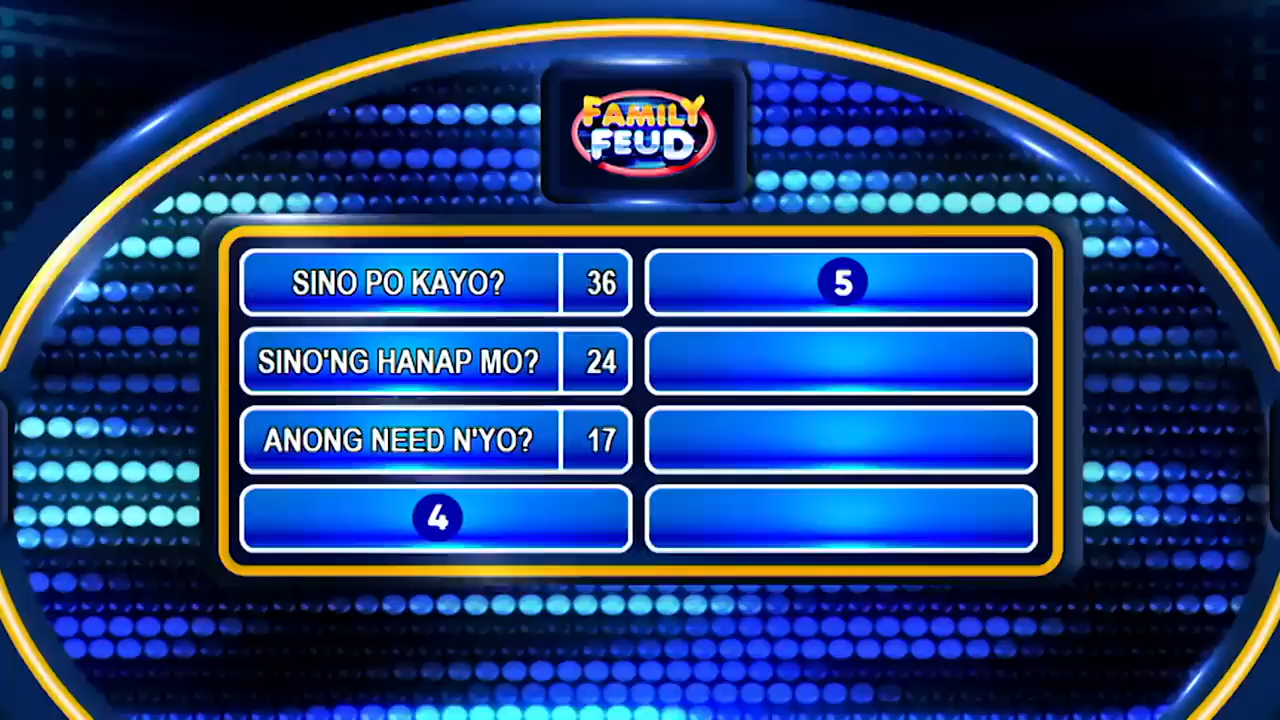 FAMILY
FEUD
SINO PO KAYO? 36
5
SINO'NG HANAP MO? 24
ANONG NEED N'YO? 17
4